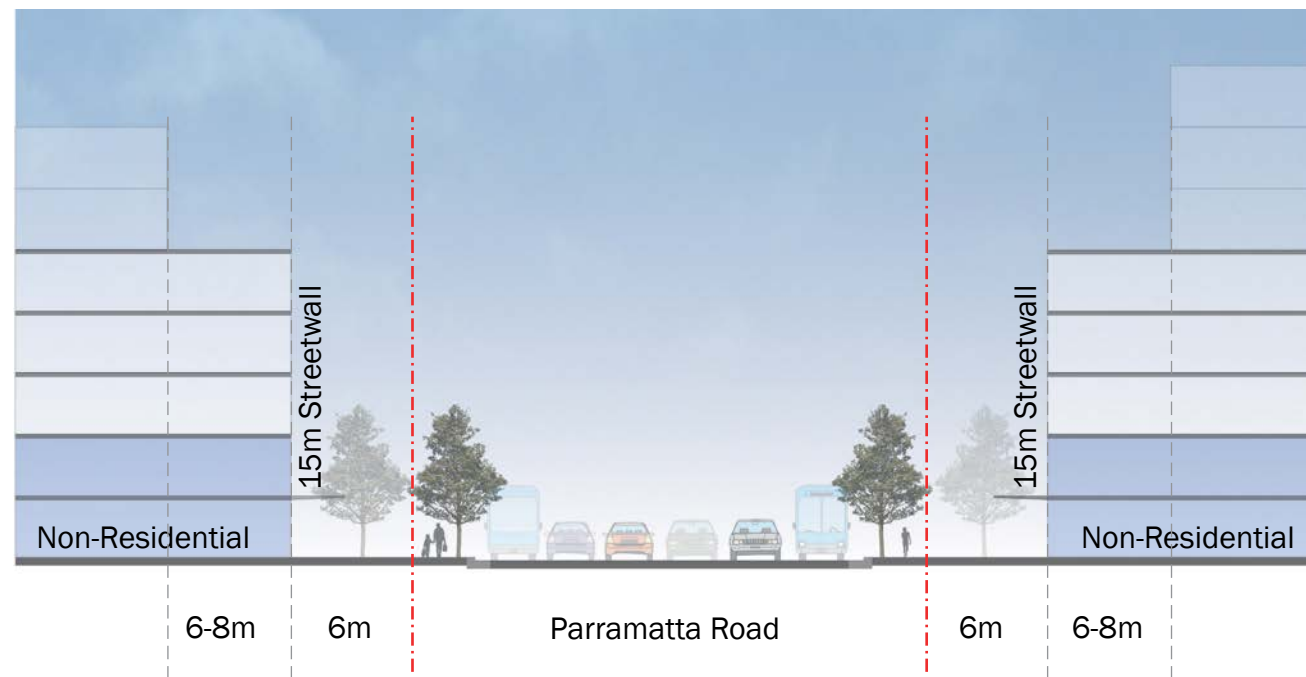 15m Streetwall
15m Streetwall
Non-Residential
Non-Residential
6-8m
6m
Parramatta Road
6m
6-8m